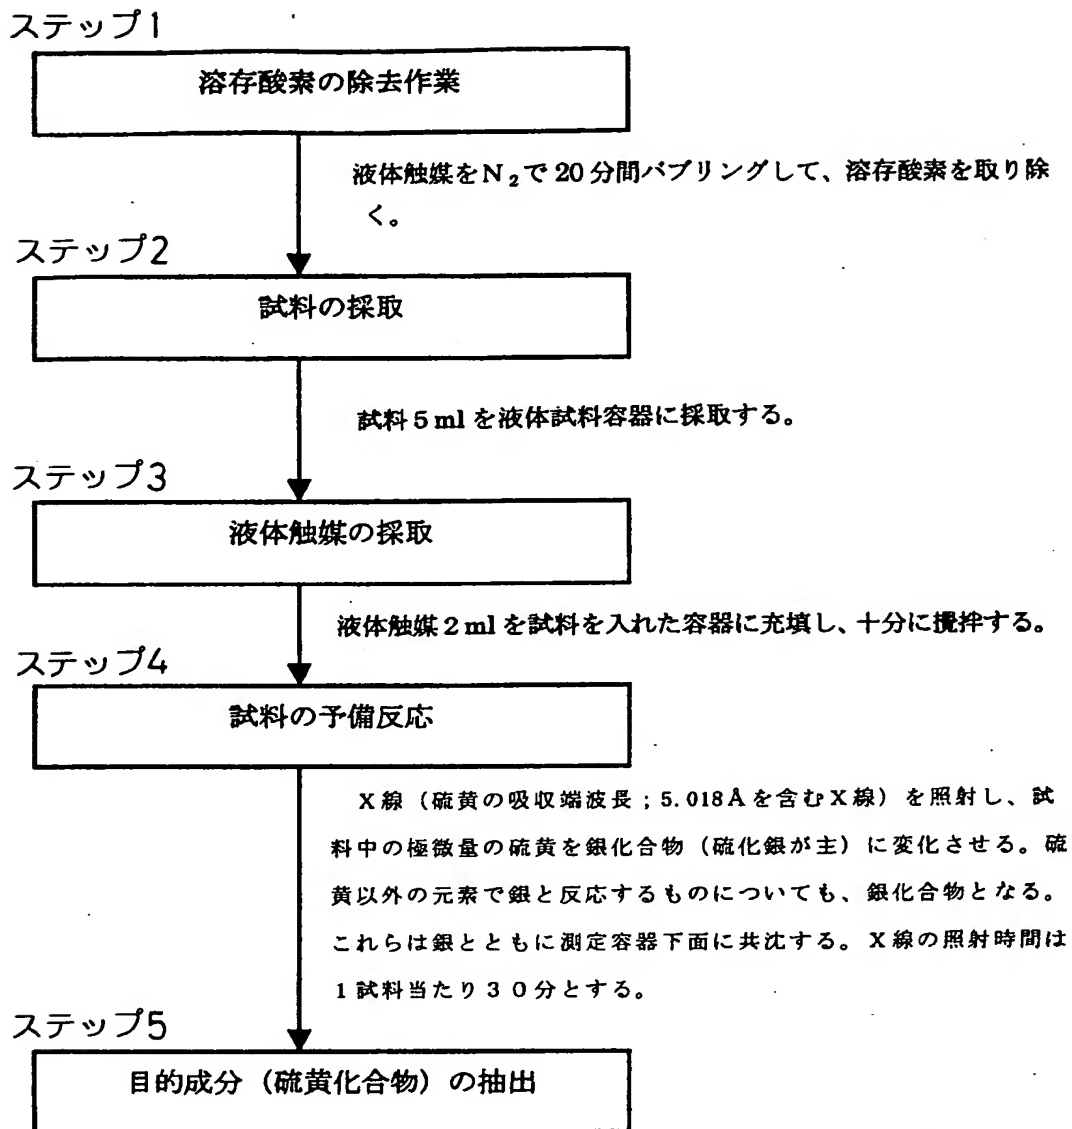 ステップ1
溶存酸素の除去作業
液体触媒をN₂で20分間バブリングして、溶存酸素を取り除
く。
ステップ2
試料の採取
試料5mlを液体試料容器に採取する。
ステップ3
液体触媒の採取
液体触媒2mlを試料を入れた容器に充填し、十分に攪拌する。
ステップ4
試料の予備反応
X線（硫黄の吸収端波長；5.018Åを含むX線）を照射し、試
料中の極微量の硫黄を銀化合物（硫化銀が主）に変化させる。硫
黄以外の元素で銀と反応するものについても、銀化合物となる。
これらは銀とともに測定容器下面に共沈する。X線の照射時間は
1試料当たり30分とする。
ステップ5
目的成分（硫黄化合物）の抽出